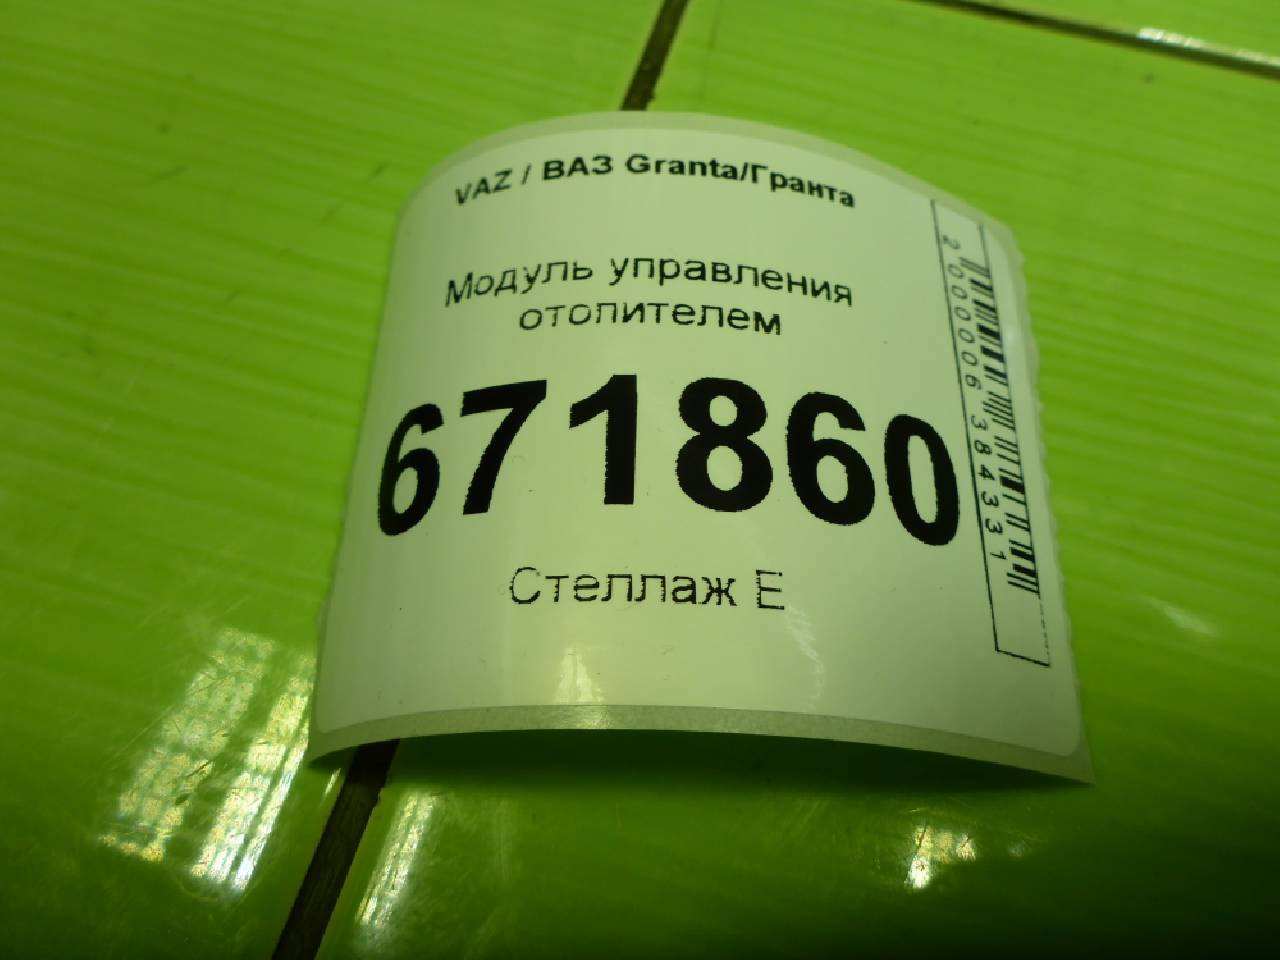 VAZ / ВАЗ Granta/Гранта
Модуль управления
отопителем
671860
Стеллаж Е
2000006384331